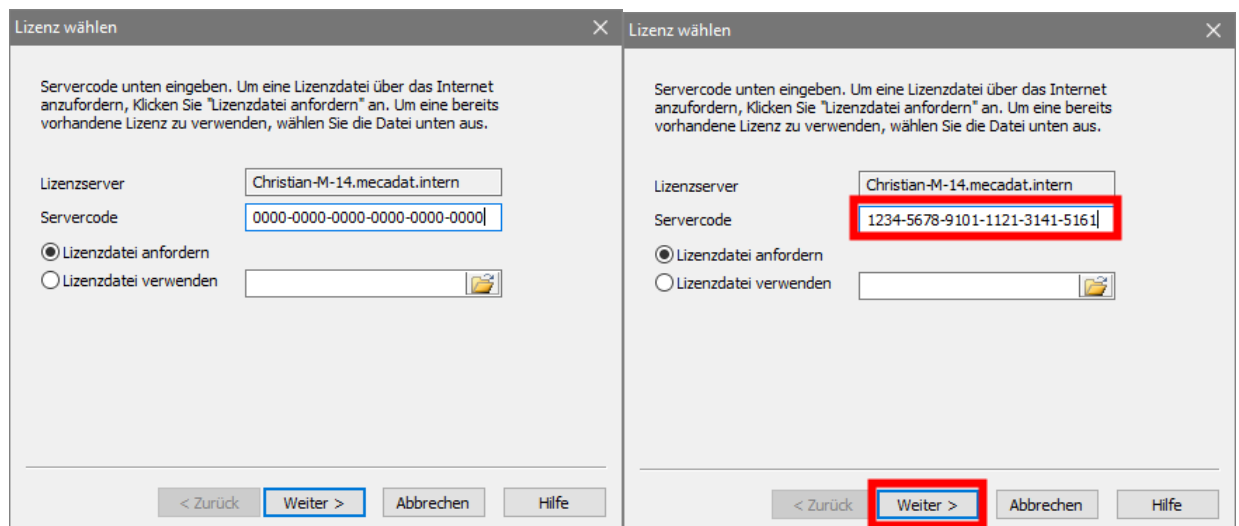 Lizenz wählen
Servercode unten eingeben. Um eine Lizenzdatei über das Internet
anzufordern, Klicken Sie "Lizenzdatei anfordern" an. Um eine bereits
vorhandene Lizenz zu verwenden, wählen Sie die Datei unten aus.
Lizenzserver Christian-M-14.mecadat.intern
Servercode 0000-0000-0000-0000-0000-0000
Lizenzdatei anfordern
Lizenzdatei verwenden
< Zurück Weiter > Abbrechen Hilfe
Lizenz wählen
Servercode unten eingeben. Um eine Lizenzdatei über das Internet
anzufordern, Klicken Sie "Lizenzdatei anfordern" an. Um eine bereits
vorhandene Lizenz zu verwenden, wählen Sie die Datei unten aus.
Lizenzserver Christian-M-14.mecadat.intern
Servercode 1234-5678-9101-1121-3141-5161
Lizenzdatei anfordern
Lizenzdatei verwenden
< Zurück Weiter > Abbrechen Hilfe